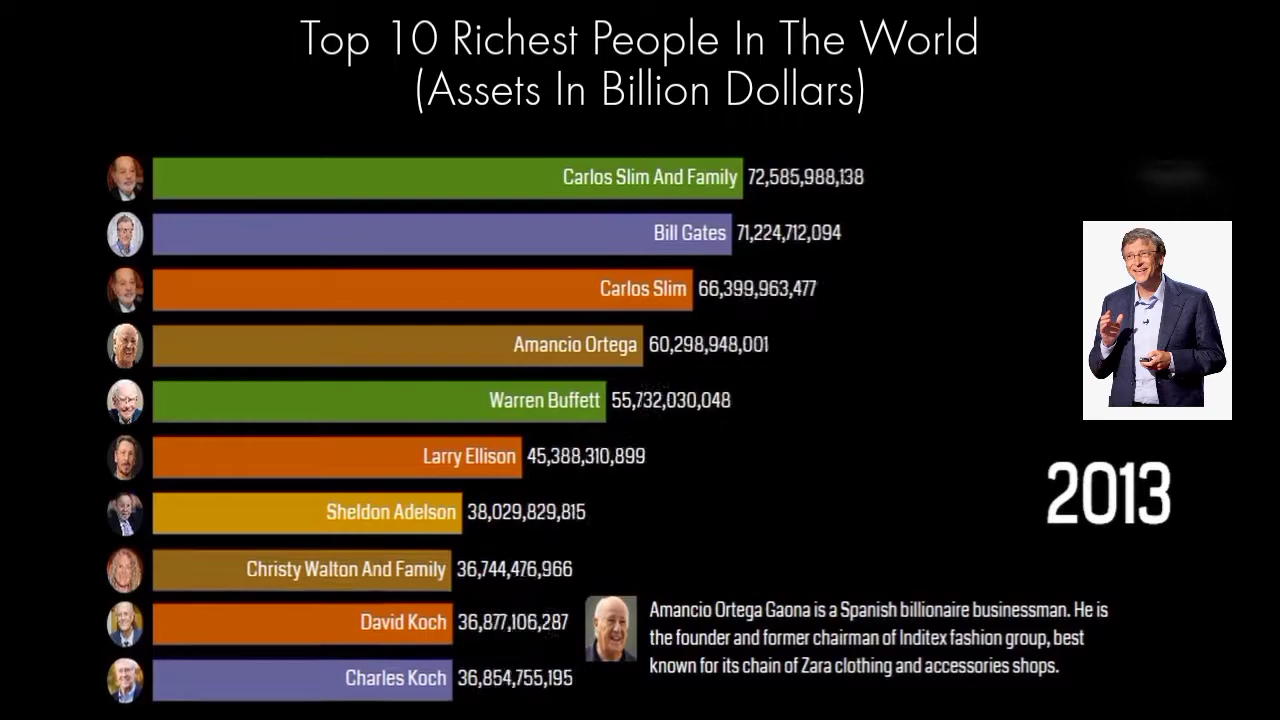 Top 10 Richest People In The World
(Assets In Billion Dollars)
Carlos Slim And Family 72,585,988,138
Bill Gates 71,224,712,094
Carlos Slim 66,399,963,477
Amancio Ortega 60,298,948,001
Warren Buffett 55,732,030,048
Larry Ellison 45,388,310,899
2013
Sheldon Adelson 38,029,829,815
Christy Walton And Family 36,744,476,966
David Koch 36,877,106,287
Charles Koch 36,854,755,195
Amancio Ortega Gaona is a Spanish billionaire businessman. He is
the founder and former chairman of Inditex fashion group, best
known for its chain of Zara clothing and accessories shops.